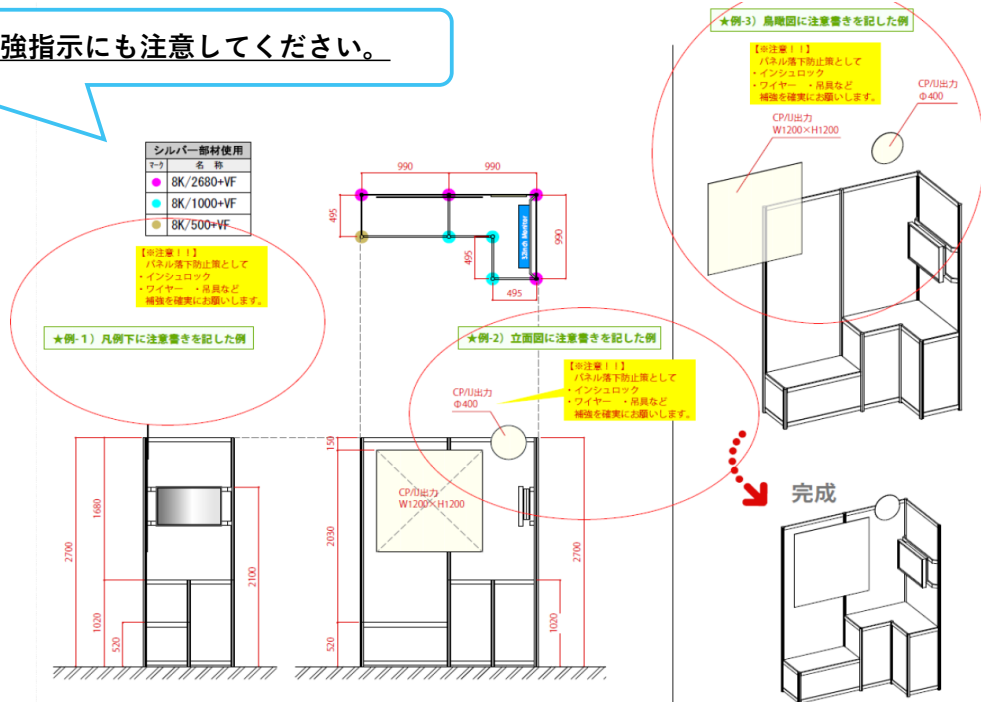 強指示にも注意してください。
シルバー部材使用
マーク 名 称
8K/2680+VF
8K/1000+VF
8K/500+VF
【※注意！！】
パネル落下防止策として
・インシュロック
・ワイヤー ・吊具など
補強を確実にお願いします。
★例-１）凡例下に注意書きを記した例
990 990
495
52inch Monitor
990
495
495
★例-2）立面図に注意書きを記した例
【※注意！！】
パネル落下防止策として
・インシュロック
・ワイヤー ・吊具など
補強を確実にお願いします。
CP/IJ出力
Φ400
CP/IJ出力
W1200×H1200
2700
1680
1020
520
2100
150
2030
520
1020
2700
★例-3）鳥瞰図に注意書きを記した例
【※注意！！】
パネル落下防止策として
・インシュロック
・ワイヤー ・吊具など
補強を確実にお願いします。
CP/IJ出力
Φ400
CP/IJ出力
W1200×H1200
完成